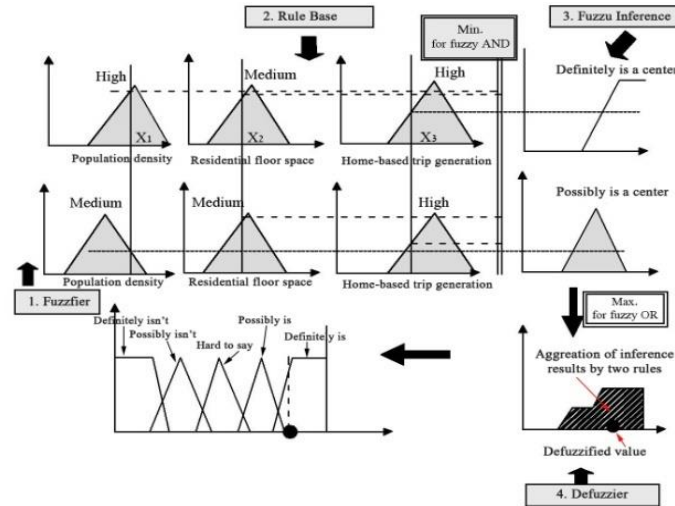 2. Rule Base
Min.
for fuzzy AND
3. Fuzzu Inference
High
Medium
High
Definitely is a center
X1
X2
X3
Population density
Residential floor space
Home-based trip generation
Medium
Medium
High
Possibly is a center
Population density
Residential floor space
Home-based trip generation
1. Fuzzfier
Max.
for fuzzy OR
Definitely isn't
Possibly isn't
Hard to say
Possibly is
Definitely is
Aggreation of inference
results by two rules
Defuzzified value
4. Defuzzier